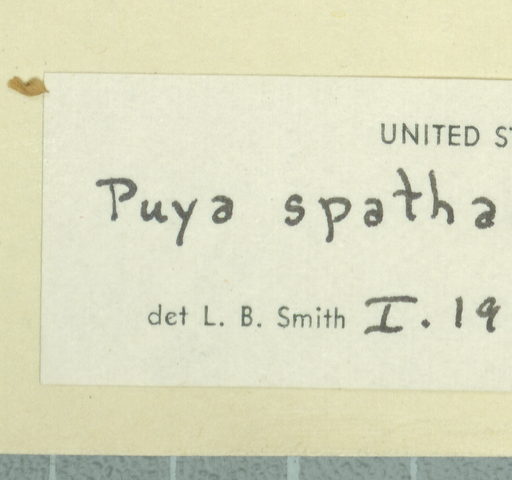 UNITED S
Puya spatha
det L. B. Smith I. 19